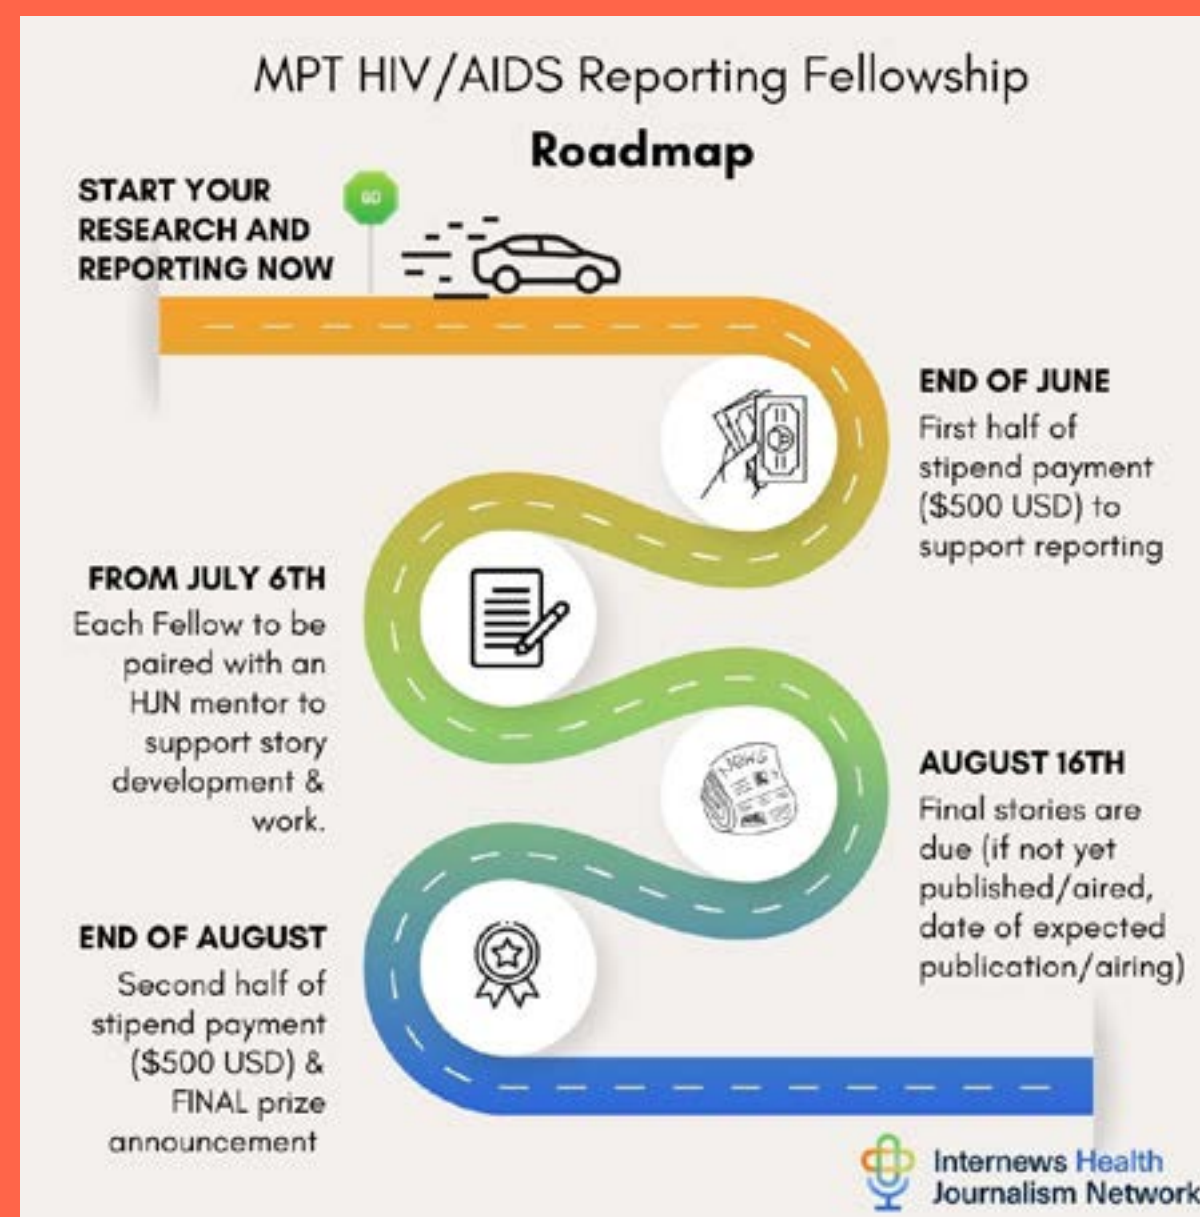 MPT HIV/AIDS Reporting Fellowship
Roadmap
START YOUR
RESEARCH AND
REPORTING NOW
GO
END OF JUNE
First half of
stipend payment
($500 USD) to
support reporting
FROM JULY 6TH
Each Fellow to be
paired with an
HJN mentor to
support story
development &
work.
NEWS
AUGUST 16TH
Final stories are
due (if not yet
published/aired,
date of expected
publication/airing)
END OF AUGUST
Second half of
stipend payment
($500 USD) &
FINAL prize
announcement
Internews Health
Journalism Network